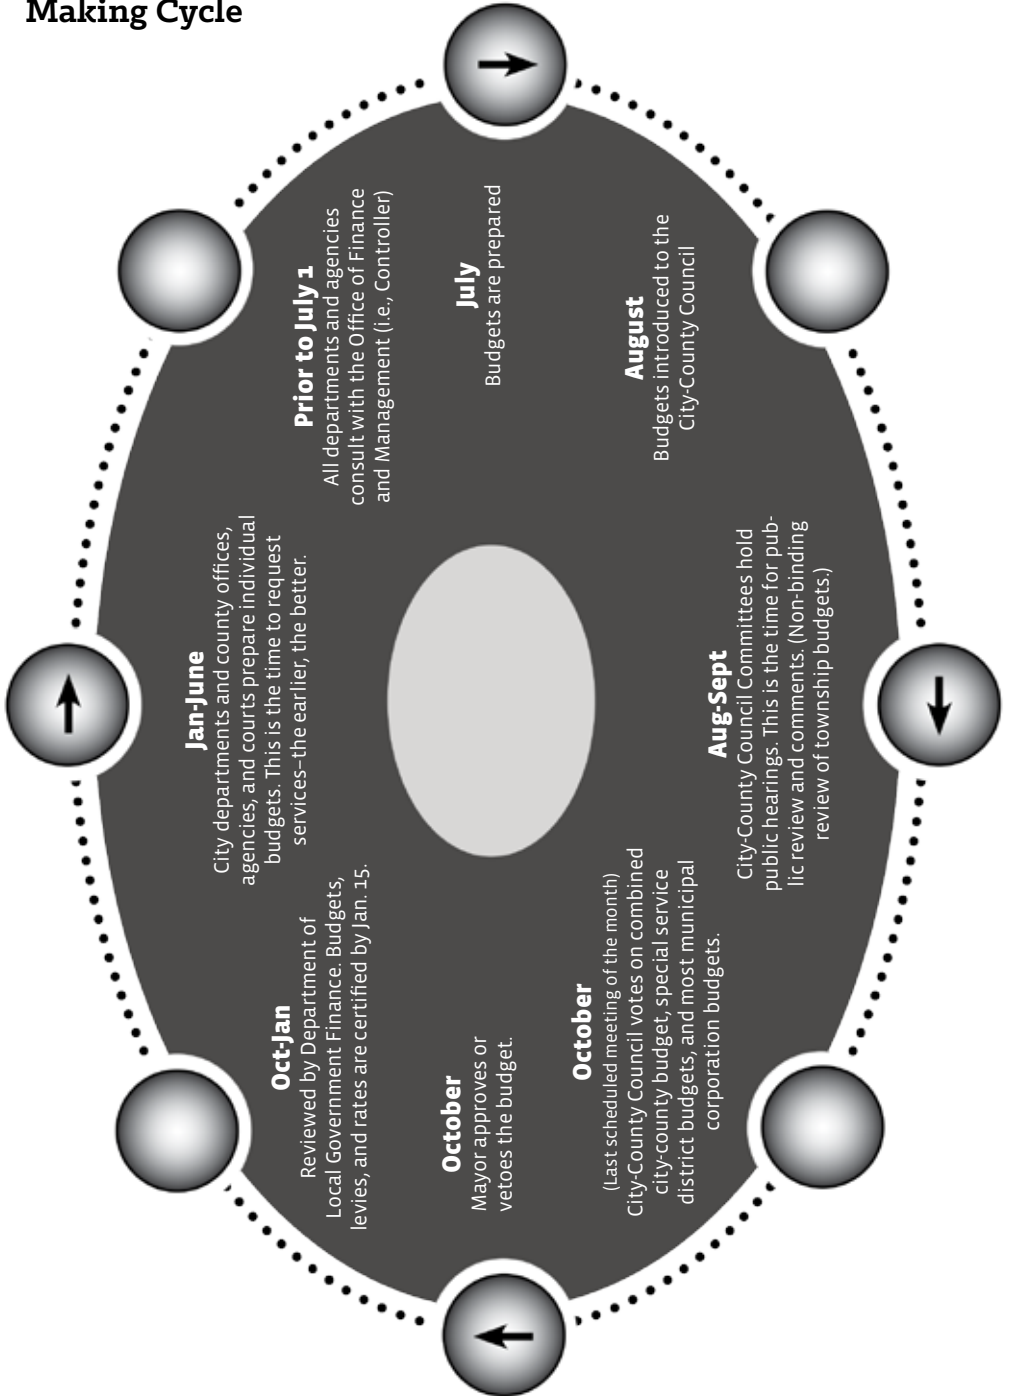 Making Cycle
Jan-June
City departments and county offices,
agencies, and courts prepare individual
budgets. This is the time to request
services–the earlier, the better.
Prior to July 1
All departments and agencies
consult with the Office of Finance
and Management (i.e., Controller)
July
Budgets are prepared
August
Budgets introduced to the
City-County Council
Aug-Sept
City-County Council Committees hold
public hearings. This is the time for pub-
lic review and comments. (Non-binding
review of township budgets.)
October
(Last scheduled meeting of the month)
City-County Council votes on combined
city-county budget, special service
district budgets, and most municipal
corporation budgets.
October
Mayor approves or
vetoes the budget.
Oct-Jan
Reviewed by Department of
Local Government Finance. Budgets,
levies, and rates are certified by Jan. 15.